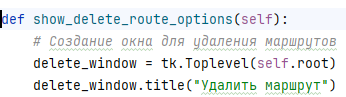 def show_delete_route_options(self):
    # Создание окна для удаления маршрутов
    delete_window = tk.Toplevel(self.root)
    delete_window.title("Удалить маршрут")